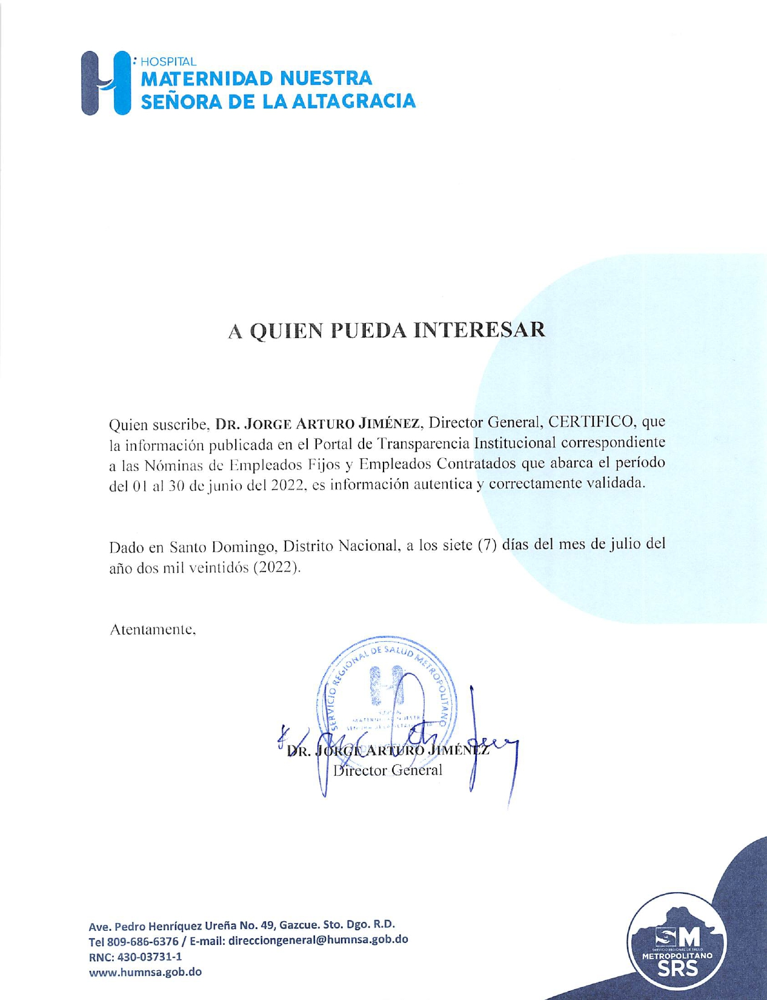 HOSPITAL
MATERNIDAD NUESTRA
SEÑORA DE LA ALTAGRACIA
A QUIEN PUEDA INTERESAR
Quien suscribe, DR. JORGE ARTURO JIMÉNEZ, Director General, CERTIFICO, que
la información publicada en el Portal de Transparencia Institucional correspondiente
a las Nóminas de Empleados Fijos y Empleados Contratados que abarca el período
del 01 al 30 de junio del 2022, es información autentica y correctamente validada.
Dado en Santo Domingo, Distrito Nacional, a los siete (7) días del mes de julio del
año dos mil veintidós (2022).
Atentamente,
SERVICIO REGIONAL DE SALUD METROPOLITANO
DR. JORGE ARTURO JIMÉNEZ
Director General
Ave. Pedro Henríquez Ureña No. 49, Gazcue. Sto. Dgo. R.D.
Tel 809-686-6376 / E-mail: direcciongeneral@humnsa.gob.do
RNC: 430-03731-1
www.humnsa.gob.do
SM
SERVICIO REGIONAL DE SALUD
METROPOLITANO
SRS